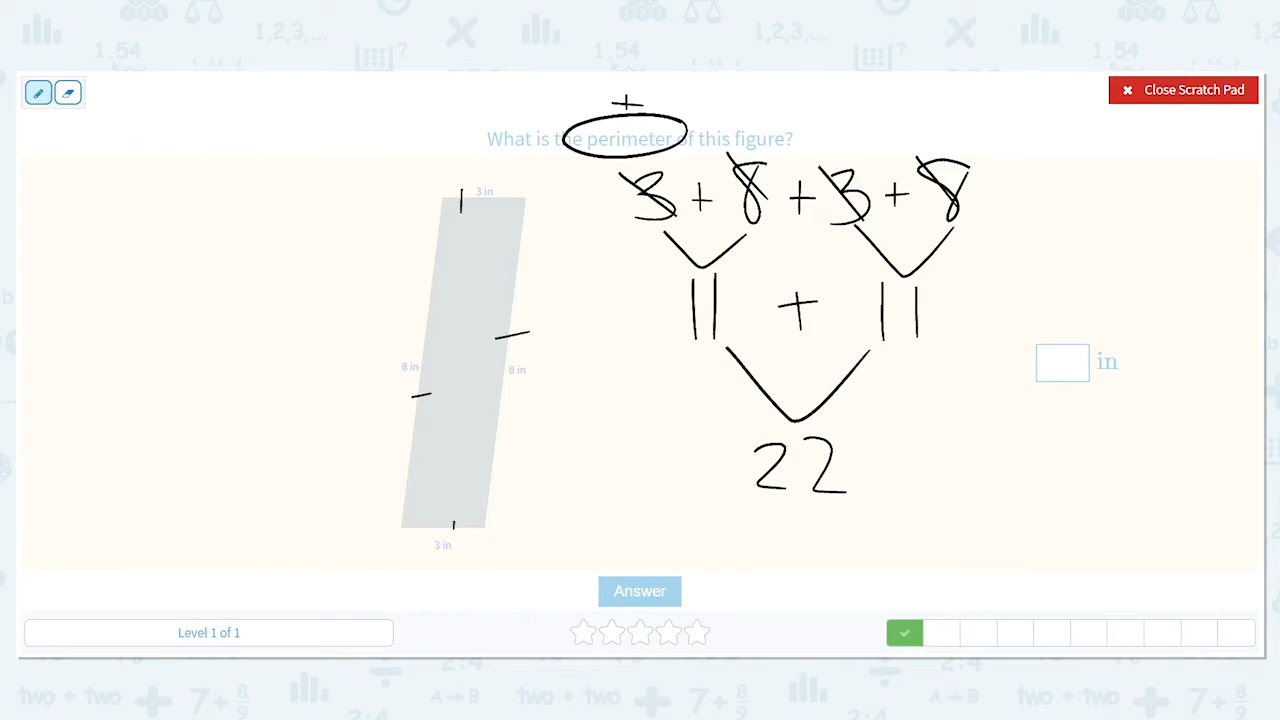 Close Scratch Pad
+
What is the perimeter of this figure?
3 in
3 + 8 + 3 + 8
11 + 11
8 in
8 in
in
22
3 in
Answer
Level 1 of 1